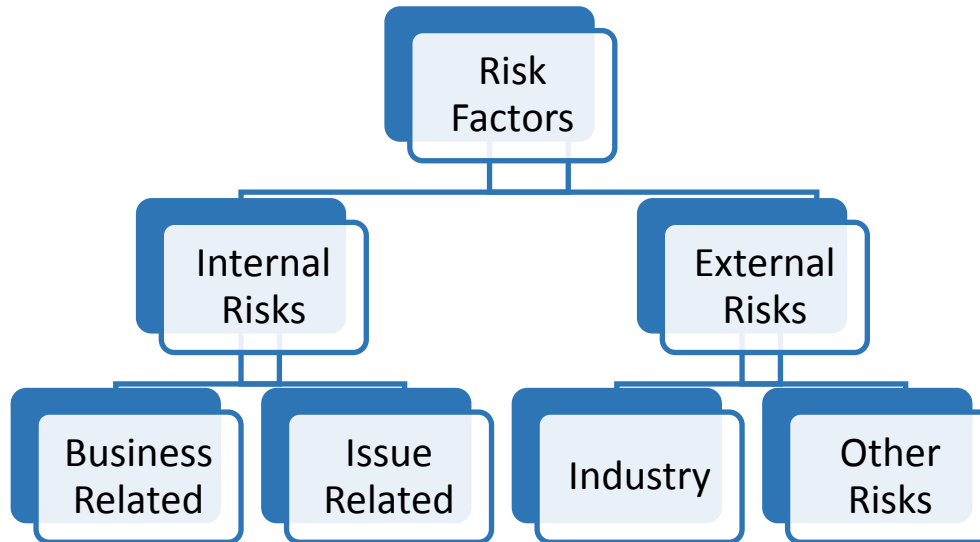 Risk
Factors
Internal
Risks
External
Risks
Business
Related
Issue
Related
Industry
Other
Risks